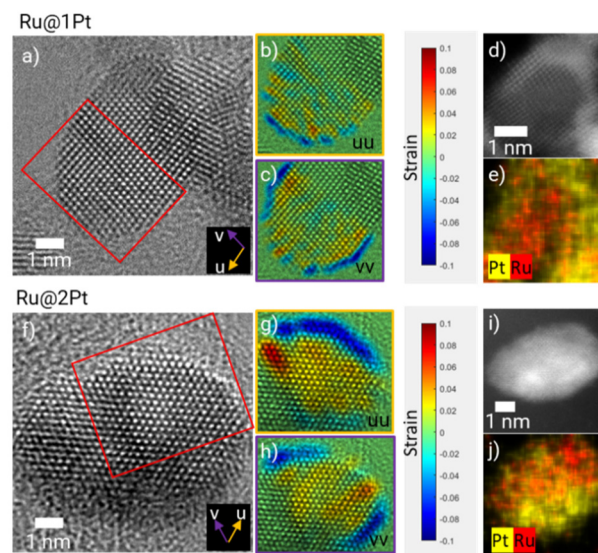 Ru@1Pt
a)
1 nm
v
u
b)
uu
c)
vv
Strain
0.1
0.08
0.06
0.04
0.02
0
-0.02
-0.04
-0.06
-0.08
-0.1
d)
1 nm
e)
Pt Ru
Ru@2Pt
f)
1 nm
v u
g)
uu
h)
vv
Strain
0.1
0.08
0.06
0.04
0.02
0
-0.02
-0.04
-0.06
-0.08
-0.1
i)
1 nm
j)
Pt Ru